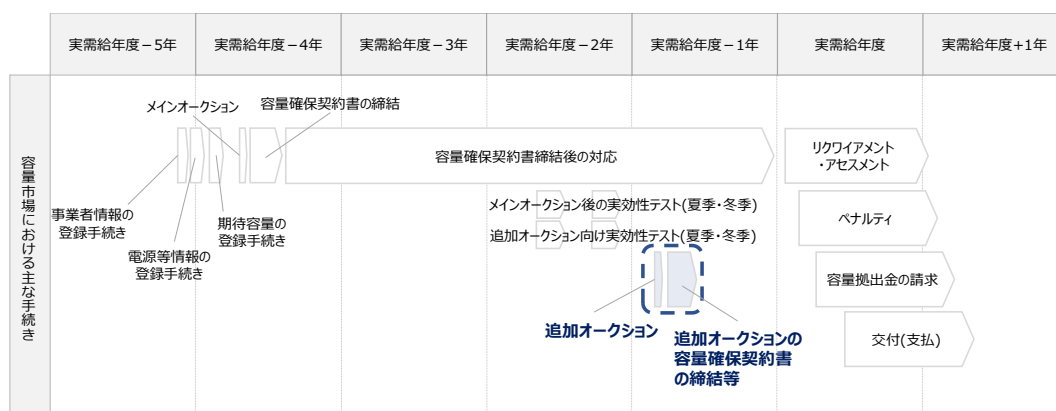 実需給年度－5年
実需給年度－4年
実需給年度－3年
実需給年度－2年
実需給年度－1年
実需給年度
実需給年度+1年
容量市場における主な手続き
メインオークション
容量確保契約書の締結
容量確保契約書締結後の対応
リクワイアメント
・アセスメント
事業者情報の
登録手続き
期待容量の
登録手続き
電源等情報の
登録手続き
メインオークション後の実効性テスト(夏季・冬季)
追加オークション向け実効性テスト(夏季・冬季)
ペナルティ
容量拠出金の請求
追加オークション
追加オークションの
容量確保契約書
の締結等
交付(支払)